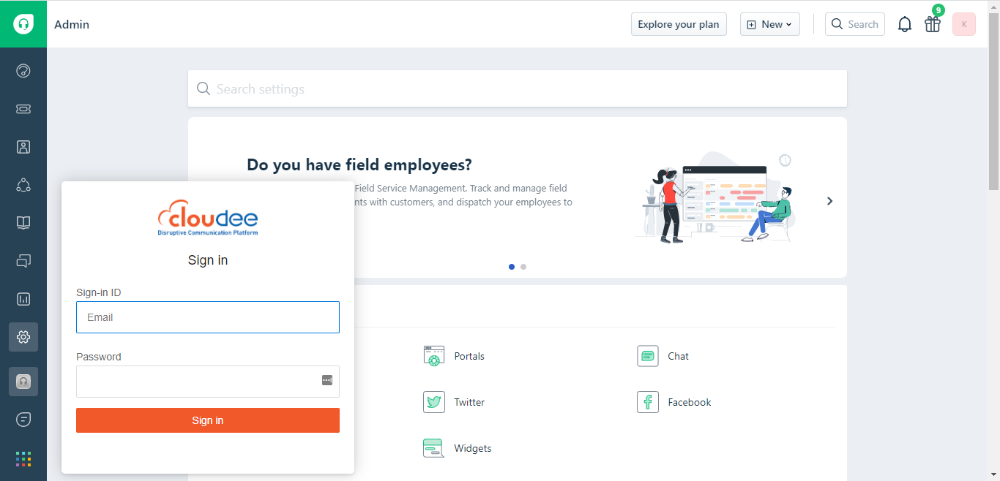 Admin
Explore your plan
New
Search
9
K
Search settings
Do you have field employees?
Field Service Management. Track and manage field
nts with customers, and dispatch your employees to
cloudee
Disruptive Communication Platform
Sign in
Sign-in ID
Email
Password
Sign in
Portals
Chat
Twitter
Facebook
Widgets